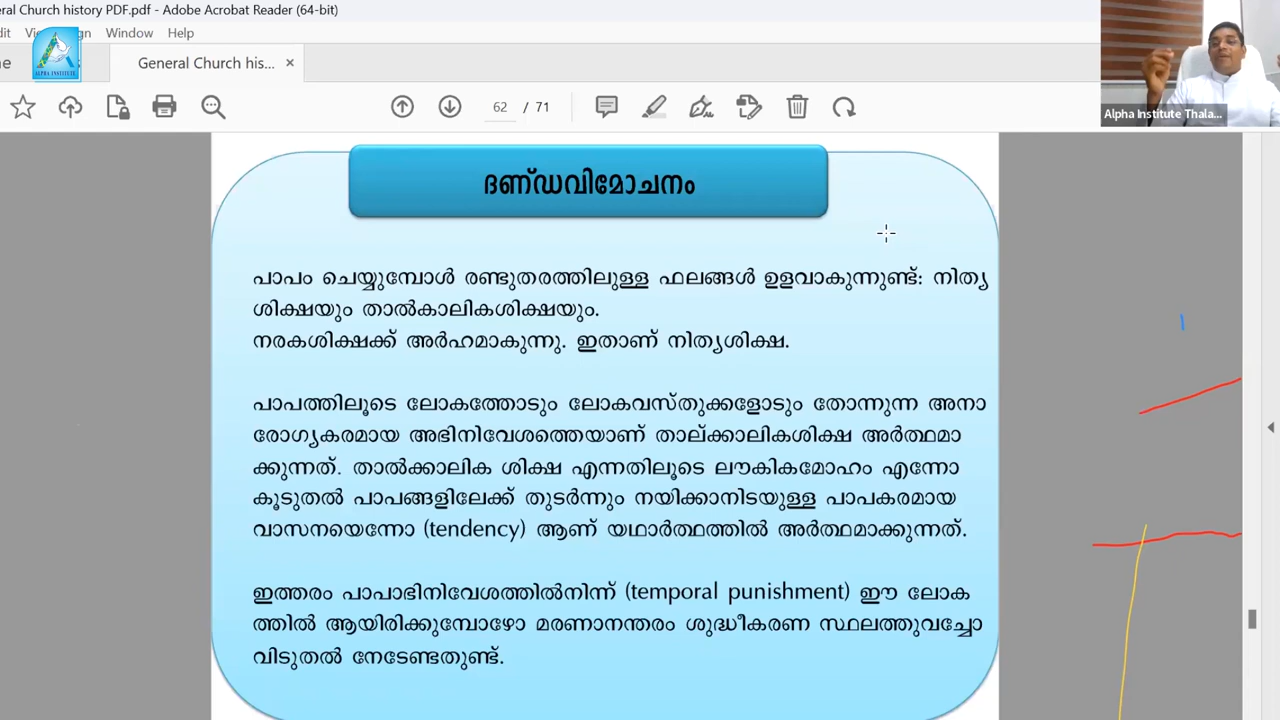 eral Church history PDF.pdf - Adobe Acrobat Reader (64-bit)
Window Help
ALPHA INSTITUTE
General Church his... ×
62 / 71
Alpha Institute Thala...
ദണ്ഡവിമോചനം
പാപം ചെയ്യുമ്പോൾ രണ്ടുതരത്തിലുള്ള ഫലങ്ങൾ ഉളവാകുന്നുണ്ട്: നിത്യ
ശിക്ഷയും താൽകാലികശിക്ഷയും.
നരകശിക്ഷക്ക് അർഹമാകുന്നു. ഇതാണ് നിത്യശിക്ഷ.
പാപത്തിലൂടെ ലോകത്തോടും ലോകവസ്തുക്കളോടും തോന്നുന്ന അനാ
രോഗ്യകരമായ അഭിനിവേശത്തെയാണ് താല്ക്കാലികശിക്ഷ അർത്ഥമാ
ക്കുന്നത്. താൽക്കാലിക ശിക്ഷ എന്നതിലൂടെ ലൗകികമോഹം എന്നോ
കൂടുതൽ പാപങ്ങളിലേക്ക് തുടർന്നും നയിക്കാനിടയുള്ള പാപകരമായ
വാസനയെന്നോ (tendency) ആണ് യഥാർത്ഥത്തിൽ അർത്ഥമാക്കുന്നത്.
ഇത്തരം പാപാഭിനിവേശത്തിൽനിന്ന് (temporal punishment) ഈ ലോക
ത്തിൽ ആയിരിക്കുമ്പോഴോ മരണാനന്തരം ശുദ്ധീകരണ സ്ഥലത്തുവച്ചോ
വിടുതൽ നേടേണ്ടതുണ്ട്.